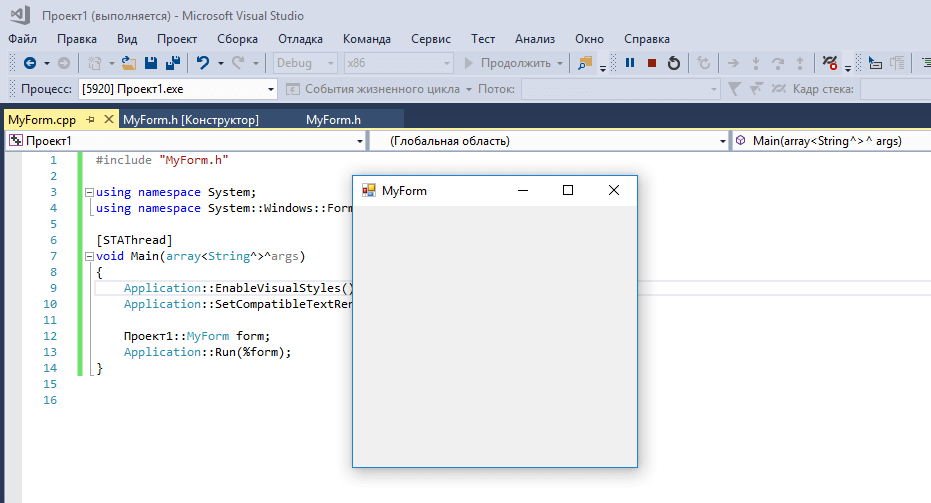 Проект1 (выполняется) - Microsoft Visual Studio
Файл Правка Вид Проект Сборка Отладка Команда Сервис Тест Анализ Окно Справка
Debug x86 Продолжить
Процесс: [5920] Проект1.exe События жизненного цикла Поток: Кадр стека:
MyForm.cpp MyForm.h [Конструктор] MyForm.h
Проект1 (Глобальная область) Main(array<String^>^ args)
1 #include "MyForm.h"
2
3 using namespace System;
4 using namespace System::Windows::Form
5
6 [STAThread]
7 void Main(array<String^>^args)
8 {
9 Application::EnableVisualStyles()
10 Application::SetCompatibleTextRen
11
12 Проект1::MyForm form;
13 Application::Run(%form);
14 }
15
16
MyForm